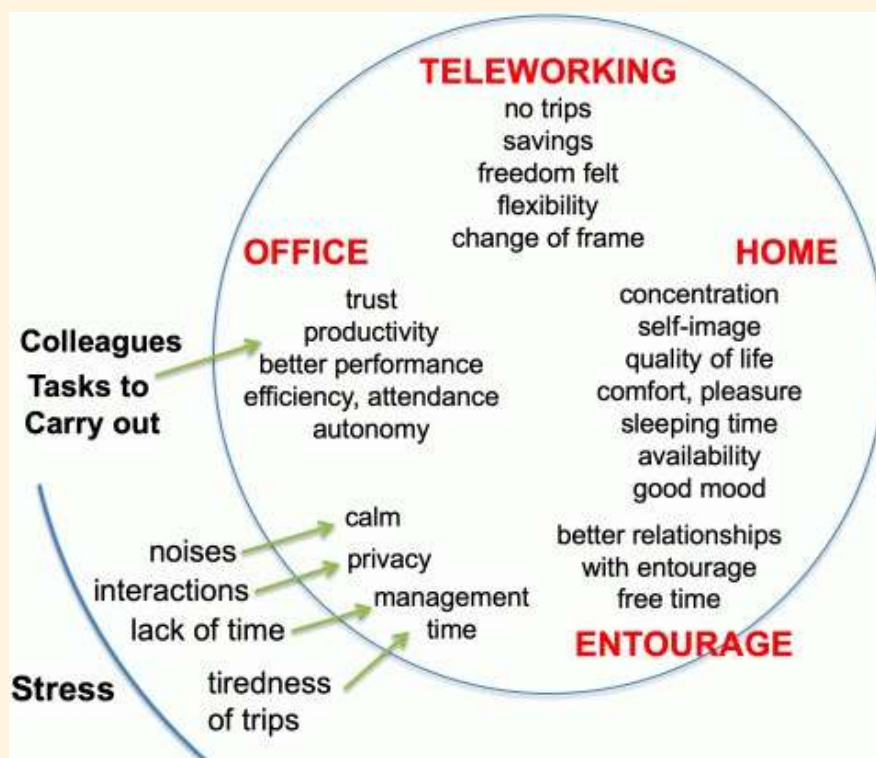 TELEWORKING
no trips
savings
freedom felt
flexibility
change of frame
OFFICE
trust
productivity
better performance
efficiency, attendance
autonomy
HOME
concentration
self-image
quality of life
comfort, pleasure
sleeping time
availability
good mood
Colleagues
Tasks to
Carry out
calm
privacy
management
time
noises
interactions
lack of time
tiredness
of trips
Stress
better relationships
with entourage
free time
ENTOURAGE